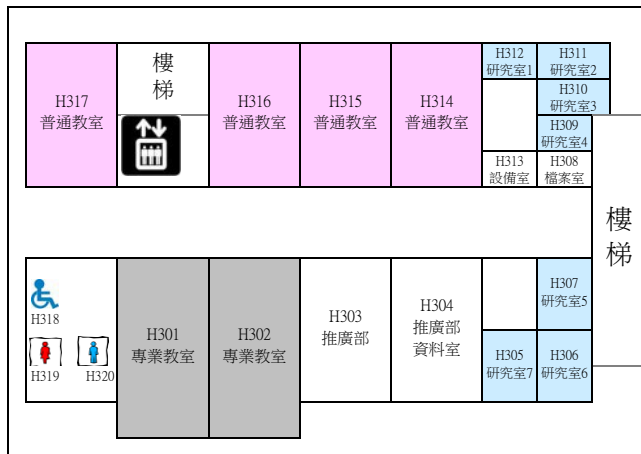 H317
普通教室
樓
梯
H316
普通教室
H315
普通教室
H314
普通教室
H312
研究室1
H311
研究室2
H310
研究室3
H309
研究室4
H313
設備室
H308
檔案室
樓
梯
H318
H319
H320
H301
專業教室
H302
專業教室
H303
推廣部
H304
推廣部
資料室
H307
研究室5
H305
研究室7
H306
研究室6